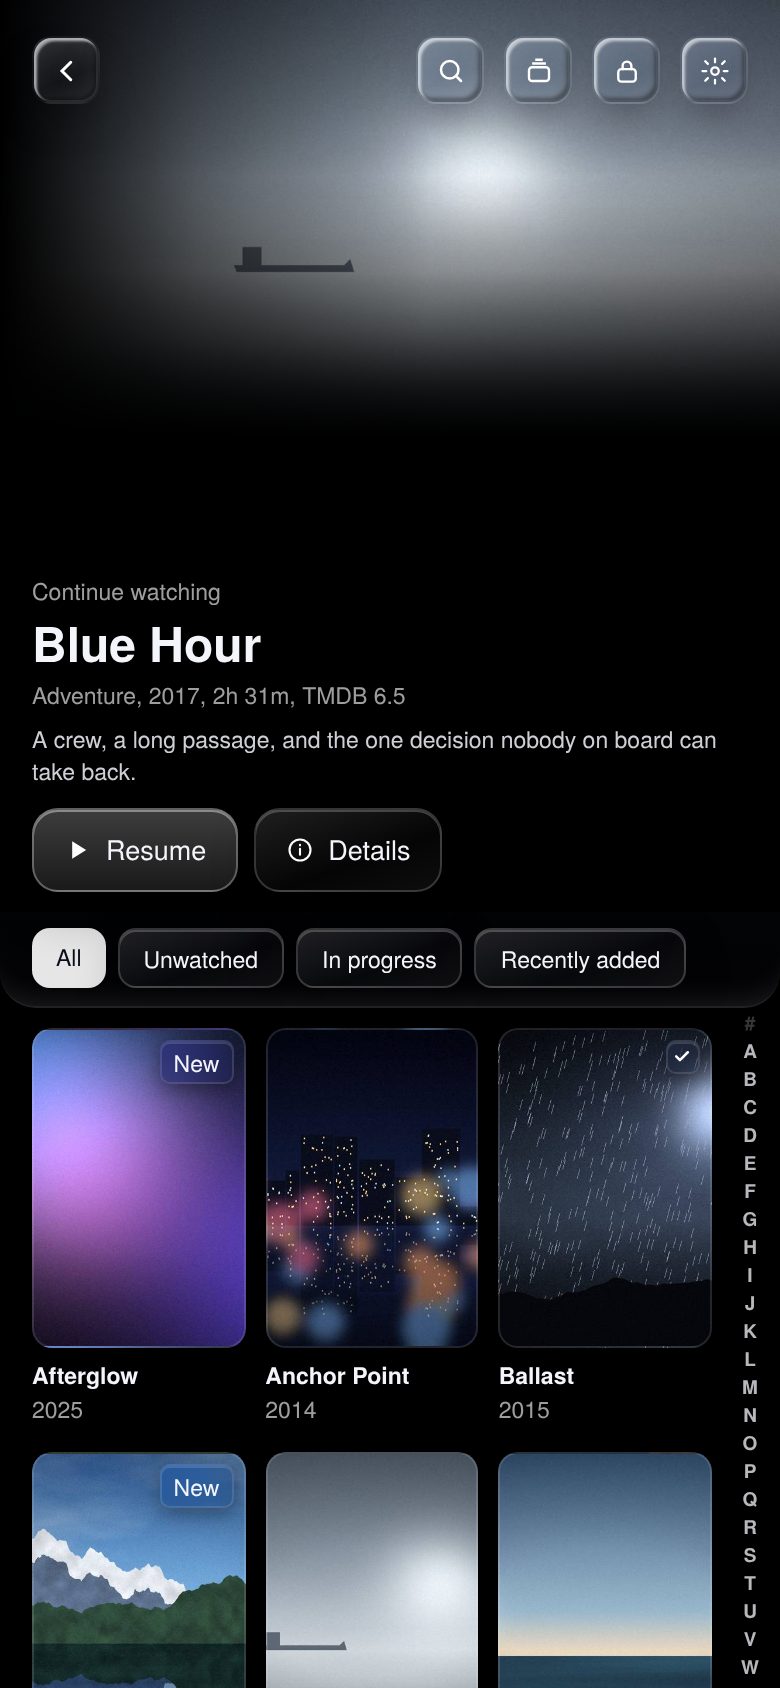 Continue watching
Blue Hour
Adventure, 2017, 2h 31m, TMDB 6.5
A crew, a long passage, and the one decision nobody on board can
take back.
Resume
Details
All
Unwatched
In progress
Recently added
New
Afterglow
2025
Anchor Point
2014
Ballast
2015
New
#
A
B
C
D
E
F
G
H
I
J
K
L
M
N
O
P
Q
R
S
T
U
V
W